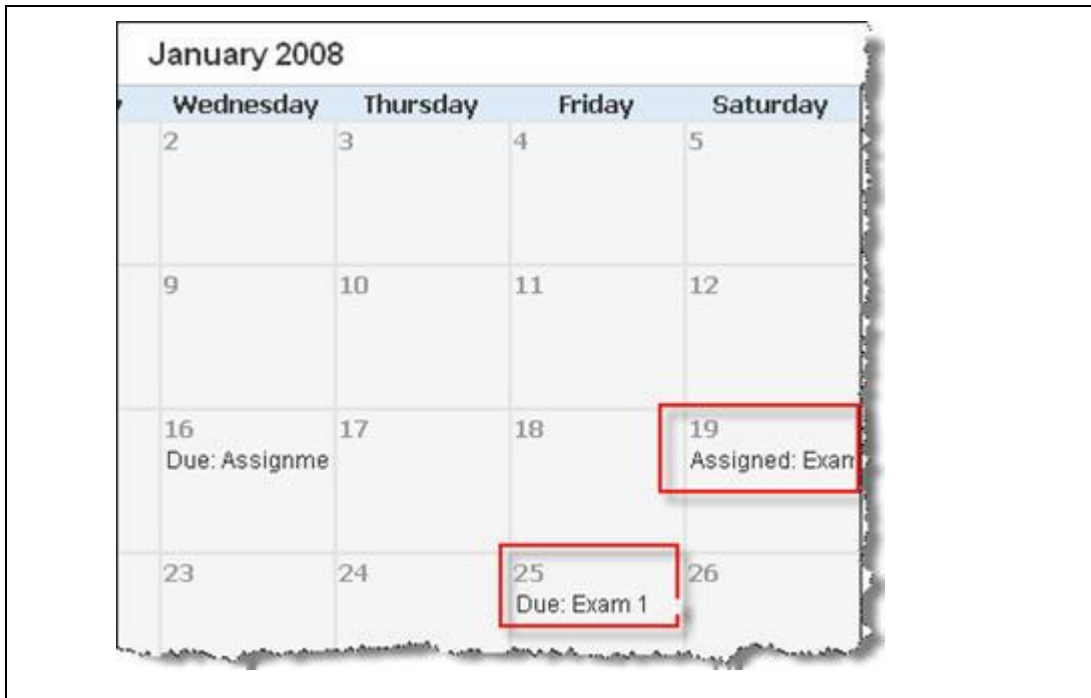 January 2008
Wednesday Thursday Friday Saturday
2 3 4 5
9 10 11 12
16 17 18 19
Due: Assignme Assigned: Exam
23 24 25 26
Due: Exam 1